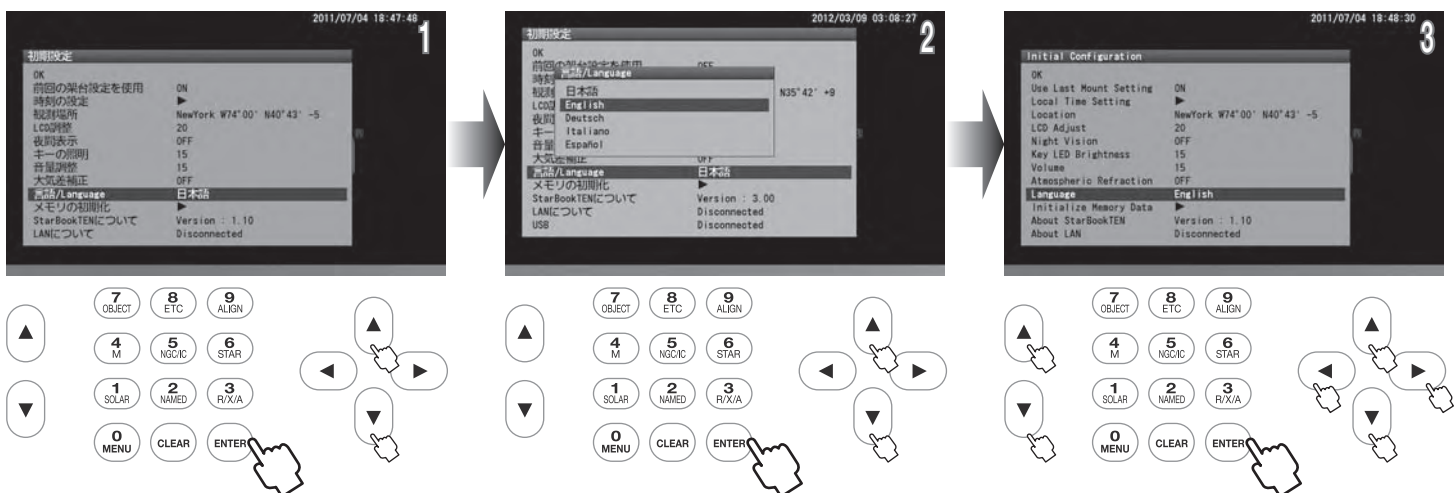 2011/07/04 18:47:48
1
初期設定
OK
前回の架台設定を使用 ON
時刻の設定 ▶
観測場所 NewYork W74°00' N40°43' -5
LCD調整 20
夜間表示 OFF
キーの照明 15
音量調整 15
大気差補正 OFF
言語/Language 日本語
メモリの初期化 ▶
StarBookTENについて Version : 1.10
LANについて Disconnected
7 OBJECT
8 ETC
9 ALIGN
4 M
5 NGC/IC
6 STAR
1 SOLAR
2 NAMED
3 R/X/A
0 MENU
CLEAR
ENTER
2012/03/09 03:08:27
2
初期設定
OK
言語/Language
日本語
English
Deutsch
Italiano
Español
N35°42' +9
大気差補正 OFF
言語/Language 日本語
メモリの初期化 ▶
StarBookTENについて Version : 3.00
LANについて Disconnected
USB Disconnected
7 OBJECT
8 ETC
9 ALIGN
4 M
5 NGC/IC
6 STAR
1 SOLAR
2 NAMED
3 R/X/A
0 MENU
CLEAR
ENTER
2011/07/04 18:48:30
3
Initial Configuration
OK
Use Last Mount Setting ON
Local Time Setting ▶
Location NewYork W74°00' N40°43' -5
LCD Adjust 20
Night Vision OFF
Key LED Brightness 15
Volume 15
Atmospheric Refraction OFF
Language English
Initialize Memory Data ▶
About StarBookTEN Version : 1.10
About LAN Disconnected
7 OBJECT
8 ETC
9 ALIGN
4 M
5 NGC/IC
6 STAR
1 SOLAR
2 NAMED
3 R/X/A
0 MENU
CLEAR
ENTER